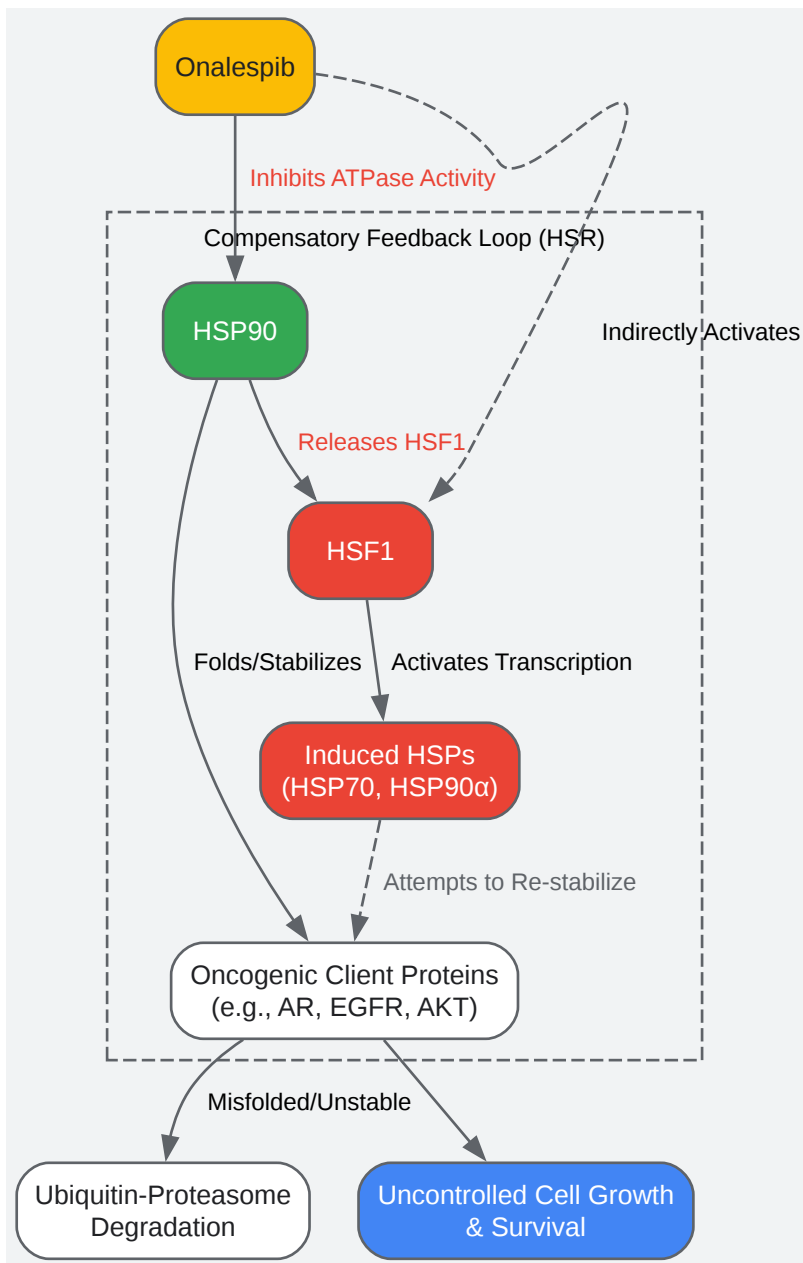 Onalespib
Inhibits ATPase Activity
Compensatory Feedback Loop (HSR)
HSP90
Indirectly Activates
Releases HSF1
HSF1
Folds/Stabilizes
Activates Transcription
Induced HSPs
(HSP70, HSP90α)
Attempts to Re-stabilize
Oncogenic Client Proteins
(e.g., AR, EGFR, AKT)
Misfolded/Unstable
Ubiquitin-Proteasome
Degradation
Uncontrolled Cell Growth
& Survival